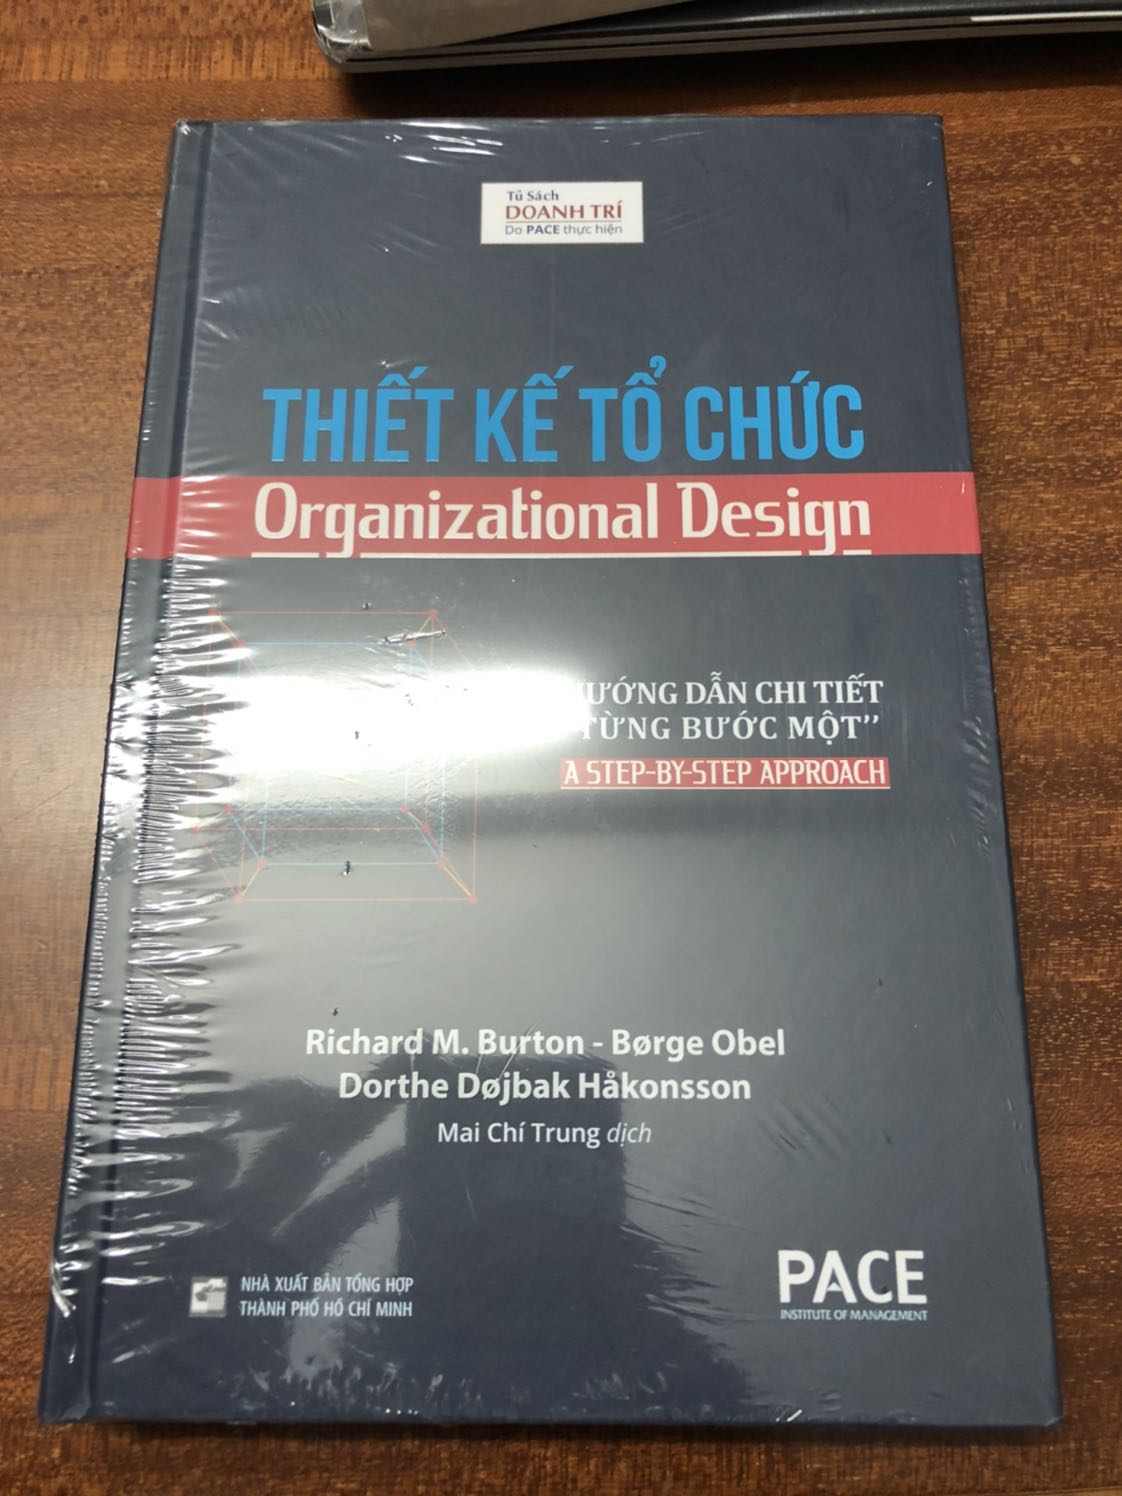 Tủ Sách
DOANH TRÍ
Do PACE thực hiện
THIẾT KẾ TỔ CHỨC
Organizational Design
HƯỚNG DẪN CHI TIẾT
TỪNG BƯỚC MỘT”
A STEP-BY-STEP APPROACH
Richard M. Burton - Børge Obel
Dorthe Døjbak Håkonsson
Mai Chí Trung dịch
NHÀ XUẤT BẢN TỔNG HỢP
THÀNH PHỐ HỒ CHÍ MINH
PACE
INSTITUTE OF MANAGEMENT